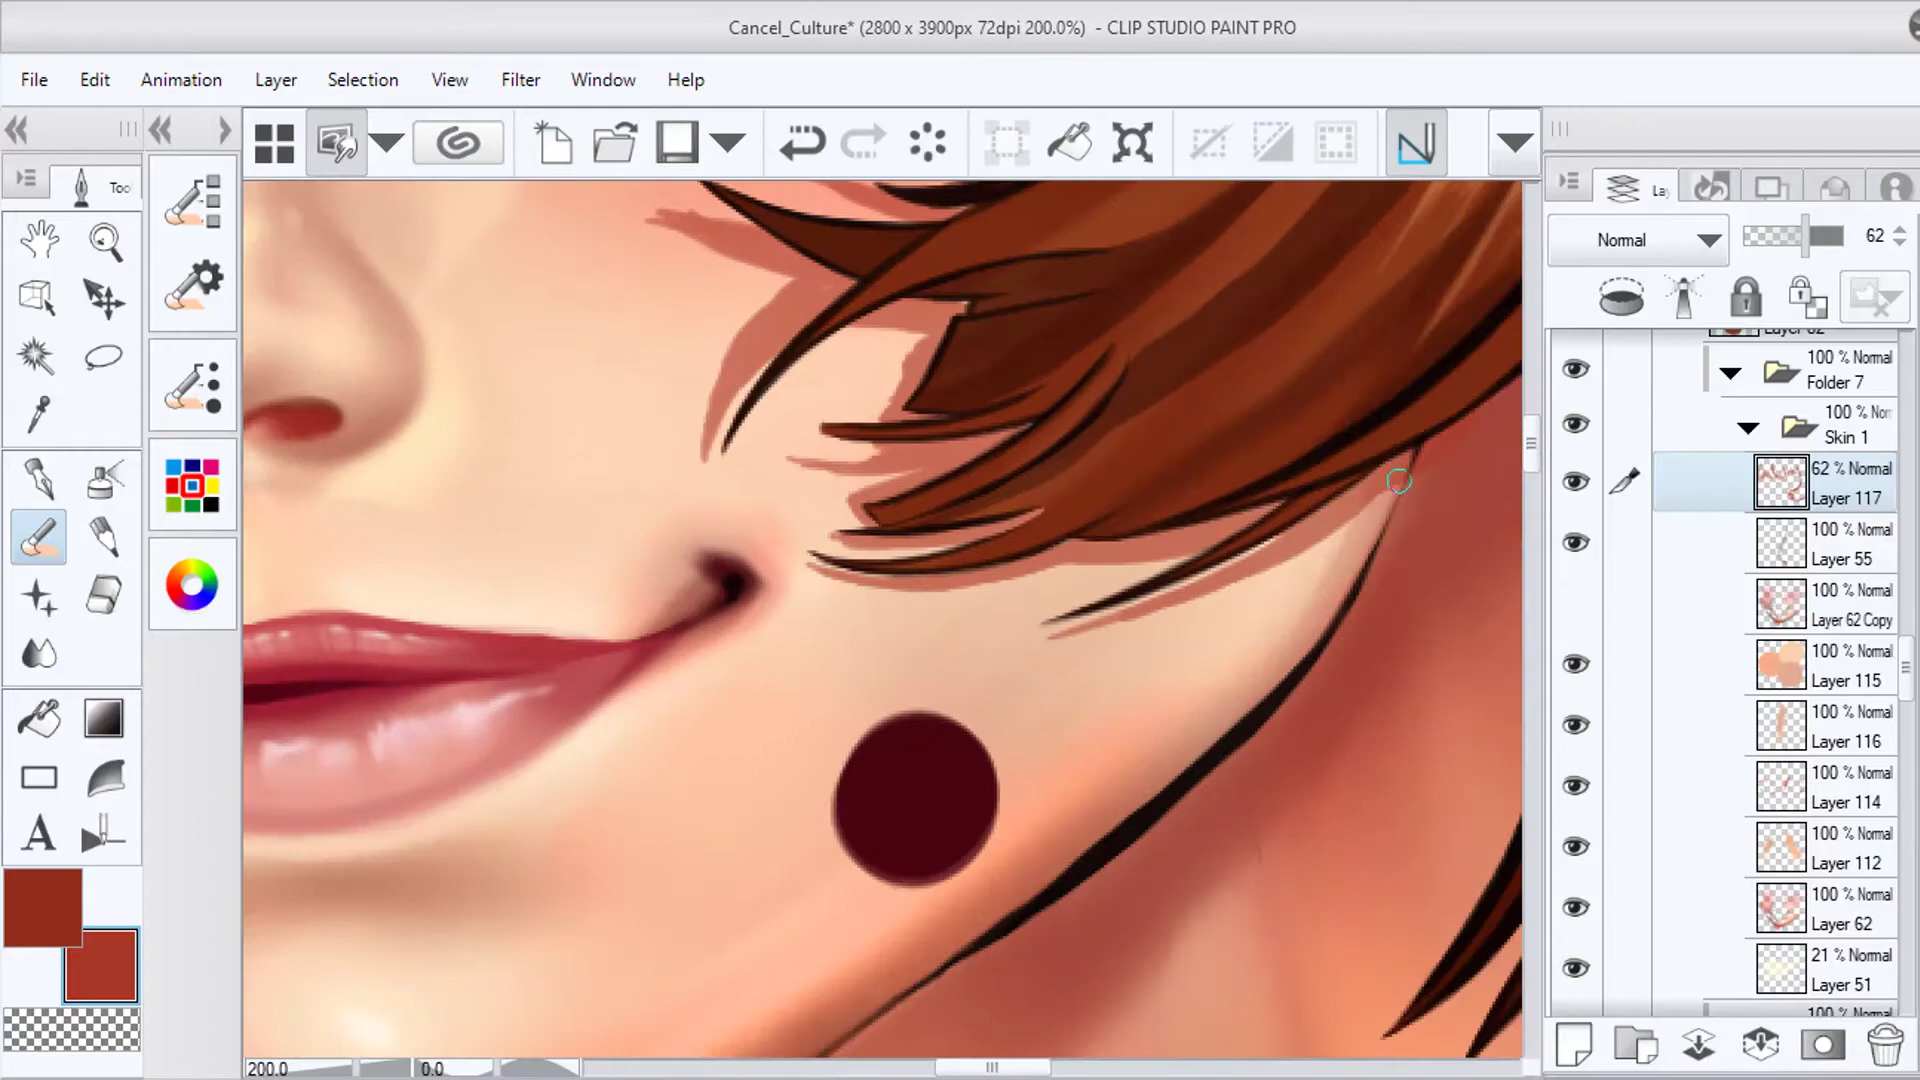 Cancel_Culture* (2800 x 3900px 72dpi 200.0%)  - CLIP STUDIO PAINT PRO
File Edit Animation Layer Selection View Filter Window Help
Too
La
Normal 62
100 % Normal
Folder 7
100 % Nor
Skin 1
62 % Normal
Layer 117
100 % Normal
Layer 55
100 % Normal
Layer 62 Copy
100 % Normal
Layer 115
100 % Normal
Layer 116
100 % Normal
Layer 114
100 % Normal
Layer 112
100 % Normal
Layer 62
21 % Normal
Layer 51
100 % Normal
200.0 0.0